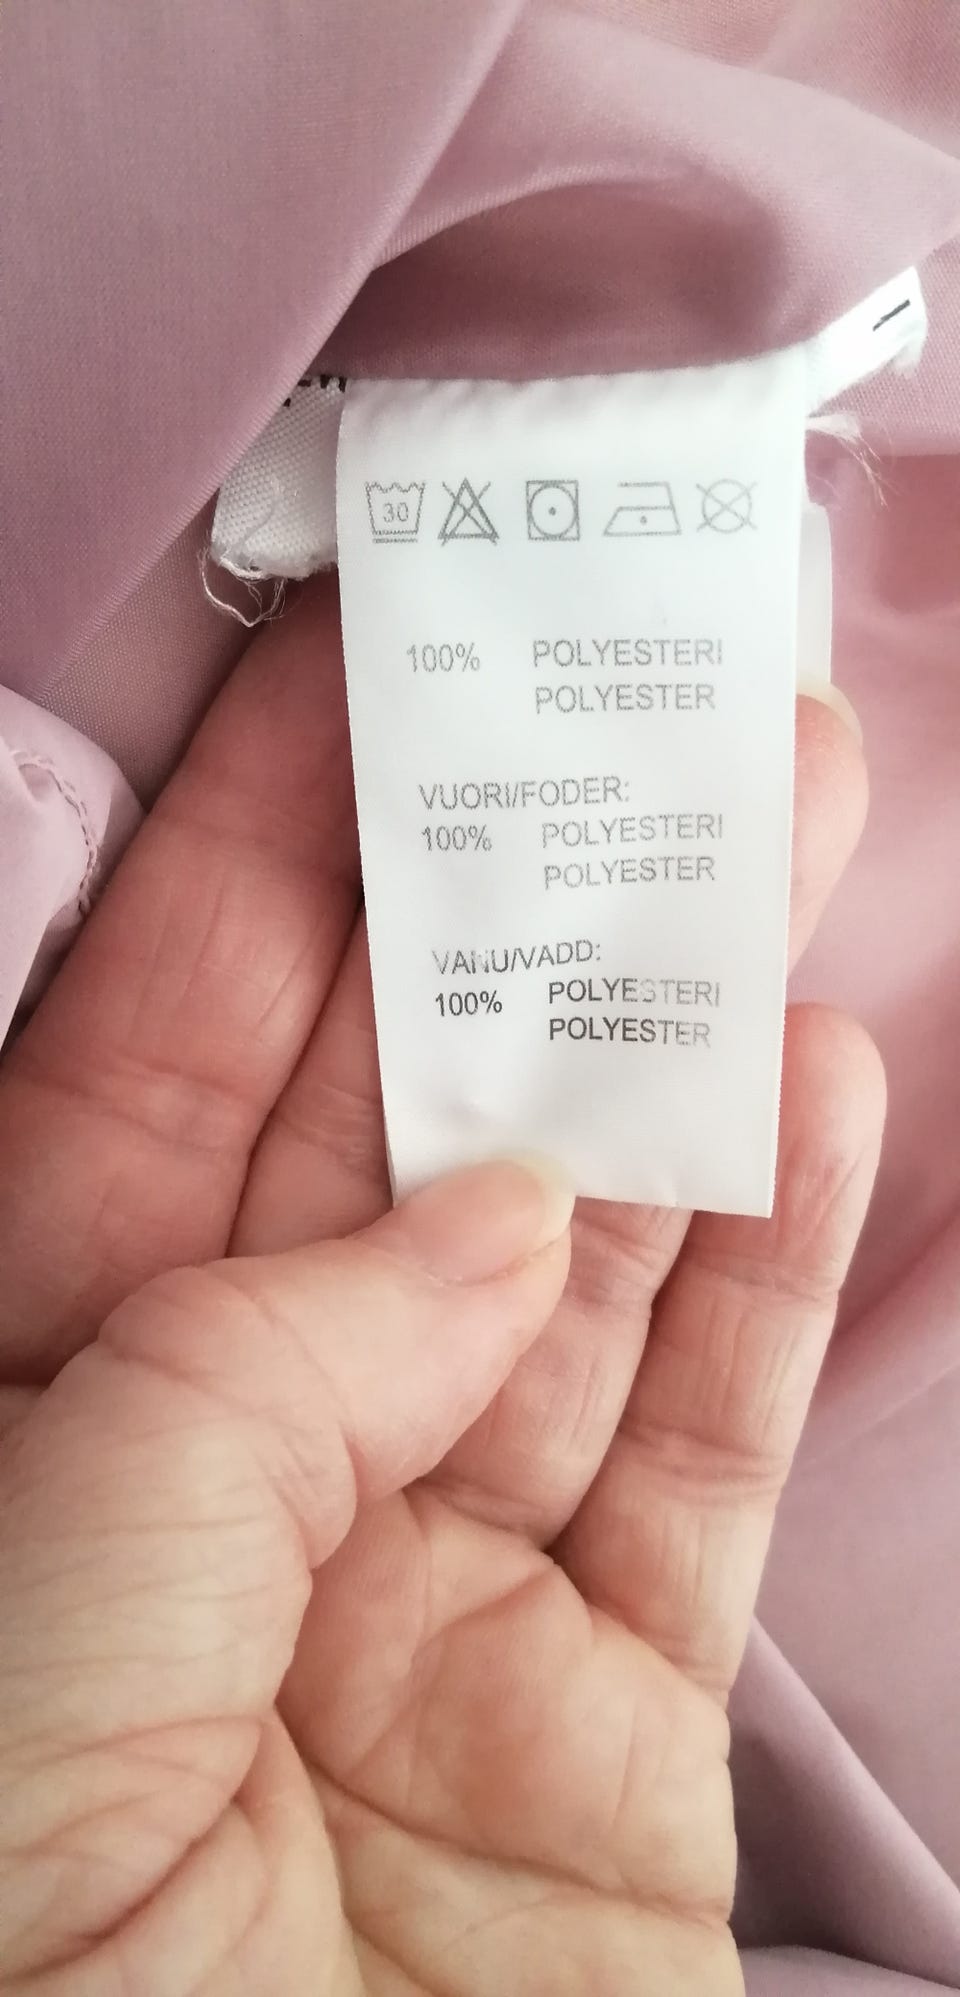 30
100% POLYESTERI
POLYESTER
VUORI/FODER:
100% POLYESTERI
POLYESTER
VANU/VADD:
100% POLYESTERI
POLYESTER